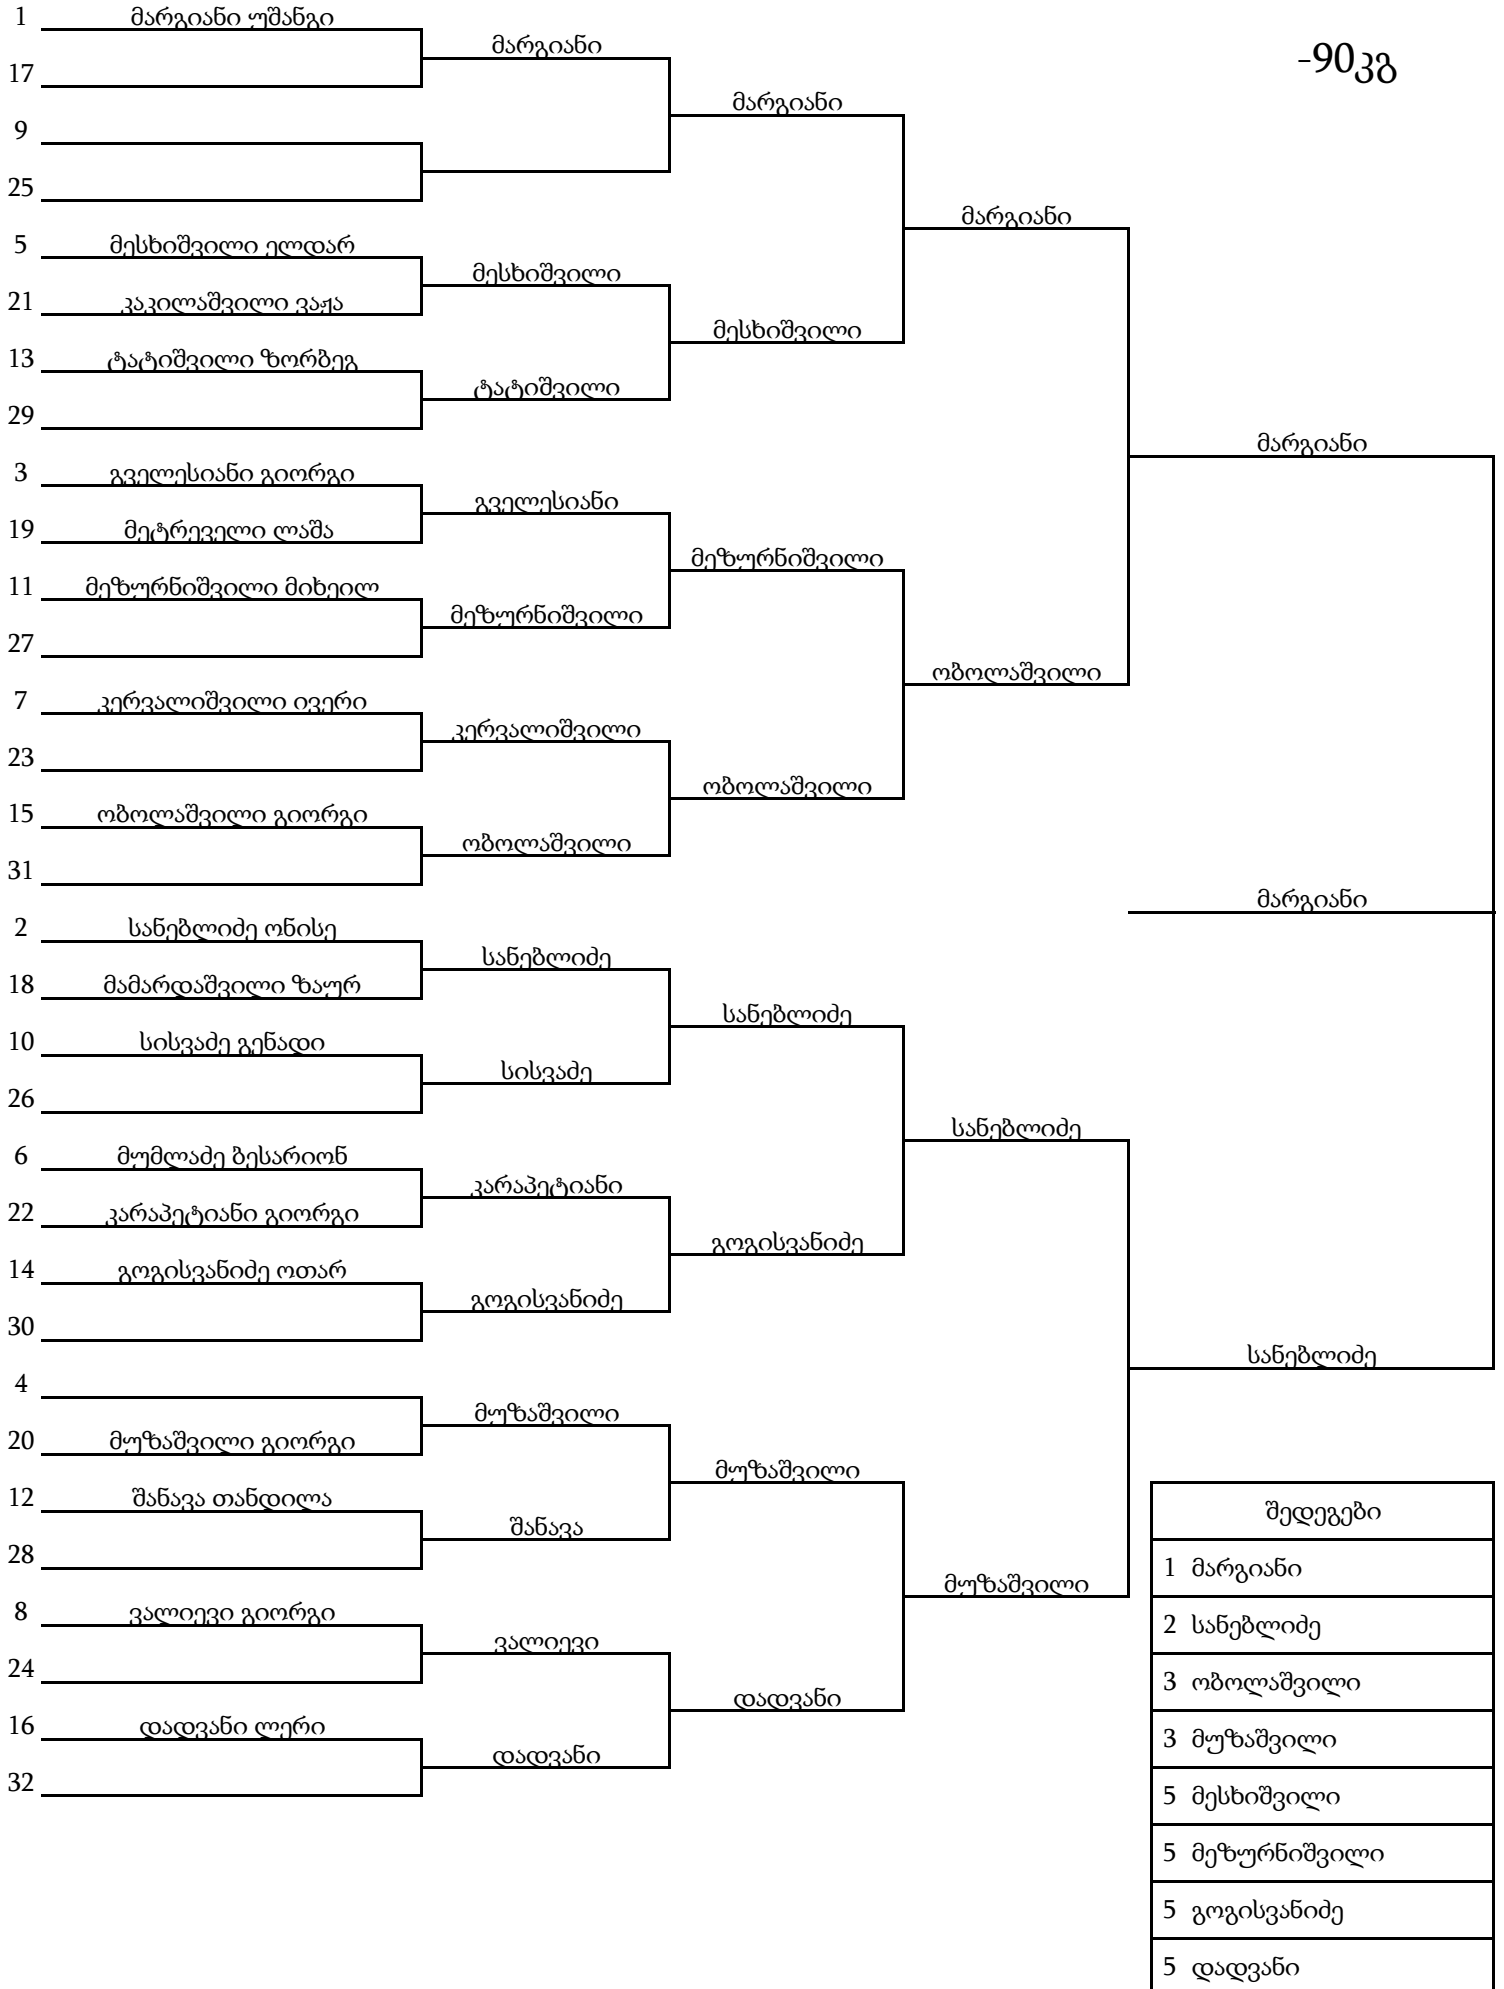 -90კგ
1 მარგიანი უშანგი
17
9
25
5 მესხიშვილი ელდარ
21 კაკილაშვილი ვაჟა
13 ტატიშვილი ზორბეგ
29
3 გველესიანი გიორგი
19 მეტრეველი ლაშა
11 მეზურნიშვილი მიხეილ
27
7 კერვალიშვილი ივერი
23
15 ობოლაშვილი გიორგი
31
2 სანებლიძე ონისე
18 მამარდაშვილი ზაურ
10 სისვაძე გენადი
26
6 მუმლაძე ბესარიონ
22 კარაპეტიანი გიორგი
14 გოგისვანიძე ოთარ
30
4
20 მუზაშვილი გიორგი
12 შანავა თანდილა
28
8 ვალიევი გიორგი
24
16 დადვანი ლერი
32
მარგიანი
მესხიშვილი
ტატიშვილი
გველესიანი
მეზურნიშვილი
კერვალიშვილი
ობოლაშვილი
სანებლიძე
სისვაძე
კარაპეტიანი
გოგისვანიძე
მუზაშვილი
შანავა
ვალიევი
დადვანი
მარგიანი
მესხიშვილი
მეზურნიშვილი
ობოლაშვილი
სანებლიძე
გოგისვანიძე
მუზაშვილი
დადვანი
მარგიანი
ობოლაშვილი
სანებლიძე
მუზაშვილი
მარგიანი
მარგიანი
სანებლიძე
შედეგები
1 მარგიანი
2 სანებლიძე
3 ობოლაშვილი
3 მუზაშვილი
5 მესხიშვილი
5 მეზურნიშვილი
5 გოგისვანიძე
5 დადვანი